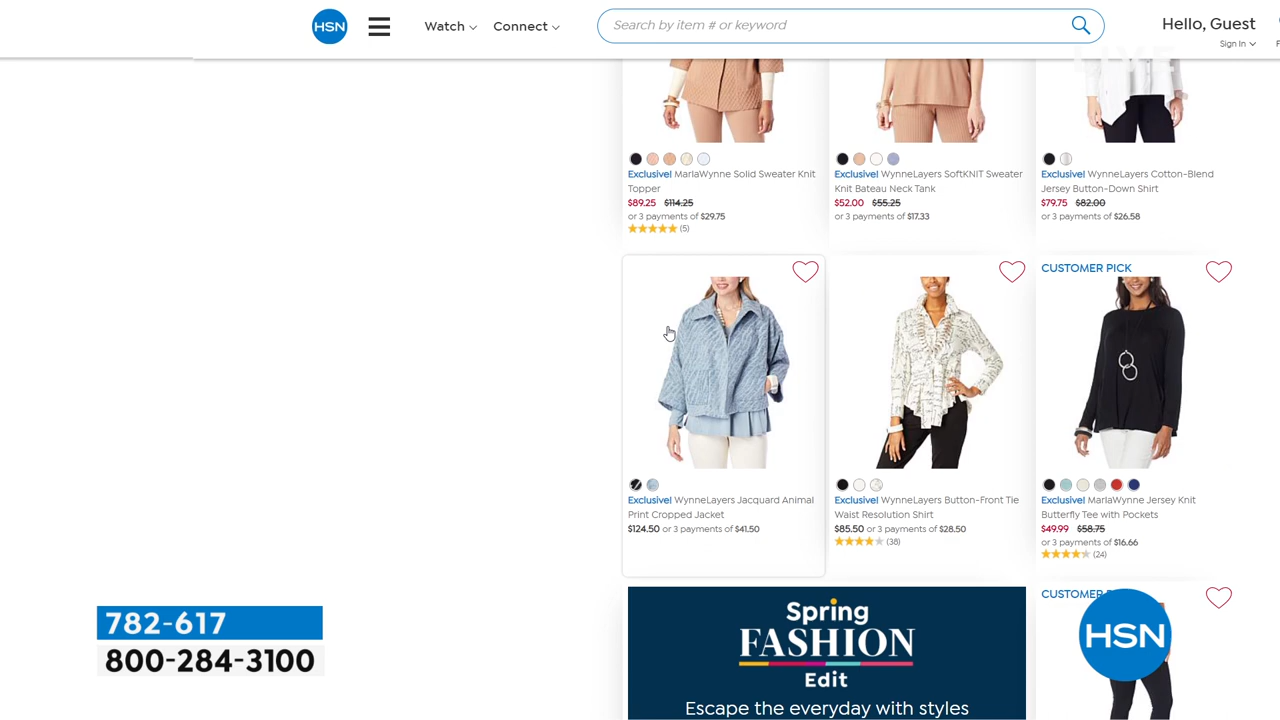 HSN
Watch
Connect
Search by item # or keyword
Hello, Guest
Sign In
LIVE
Exclusive! MarlaWynne Solid Sweater Knit
Topper
$89.25 $114.25
or 3 payments of $29.75
(5)
Exclusive! WynneLayers SoftKNIT Sweater
Knit Bateau Neck Tank
$52.00 $55.25
or 3 payments of $17.33
Exclusive! WynneLayers Cotton-Blend
Jersey Button-Down Shirt
$79.75 $82.00
or 3 payments of $26.58
Exclusive! WynneLayers Jacquard Animal
Print Cropped Jacket
$124.50 or 3 payments of $41.50
Exclusive! WynneLayers Button-Front Tie
Waist Resolution Shirt
$85.50 or 3 payments of $28.50
(38)
CUSTOMER PICK
Exclusive! MarlaWynne Jersey Knit
Butterfly Tee with Pockets
$49.99 $58.75
or 3 payments of $16.66
(24)
Spring
FASHION
Edit
Escape the everyday with styles
CUSTOMER
HSN
782-617
800-284-3100